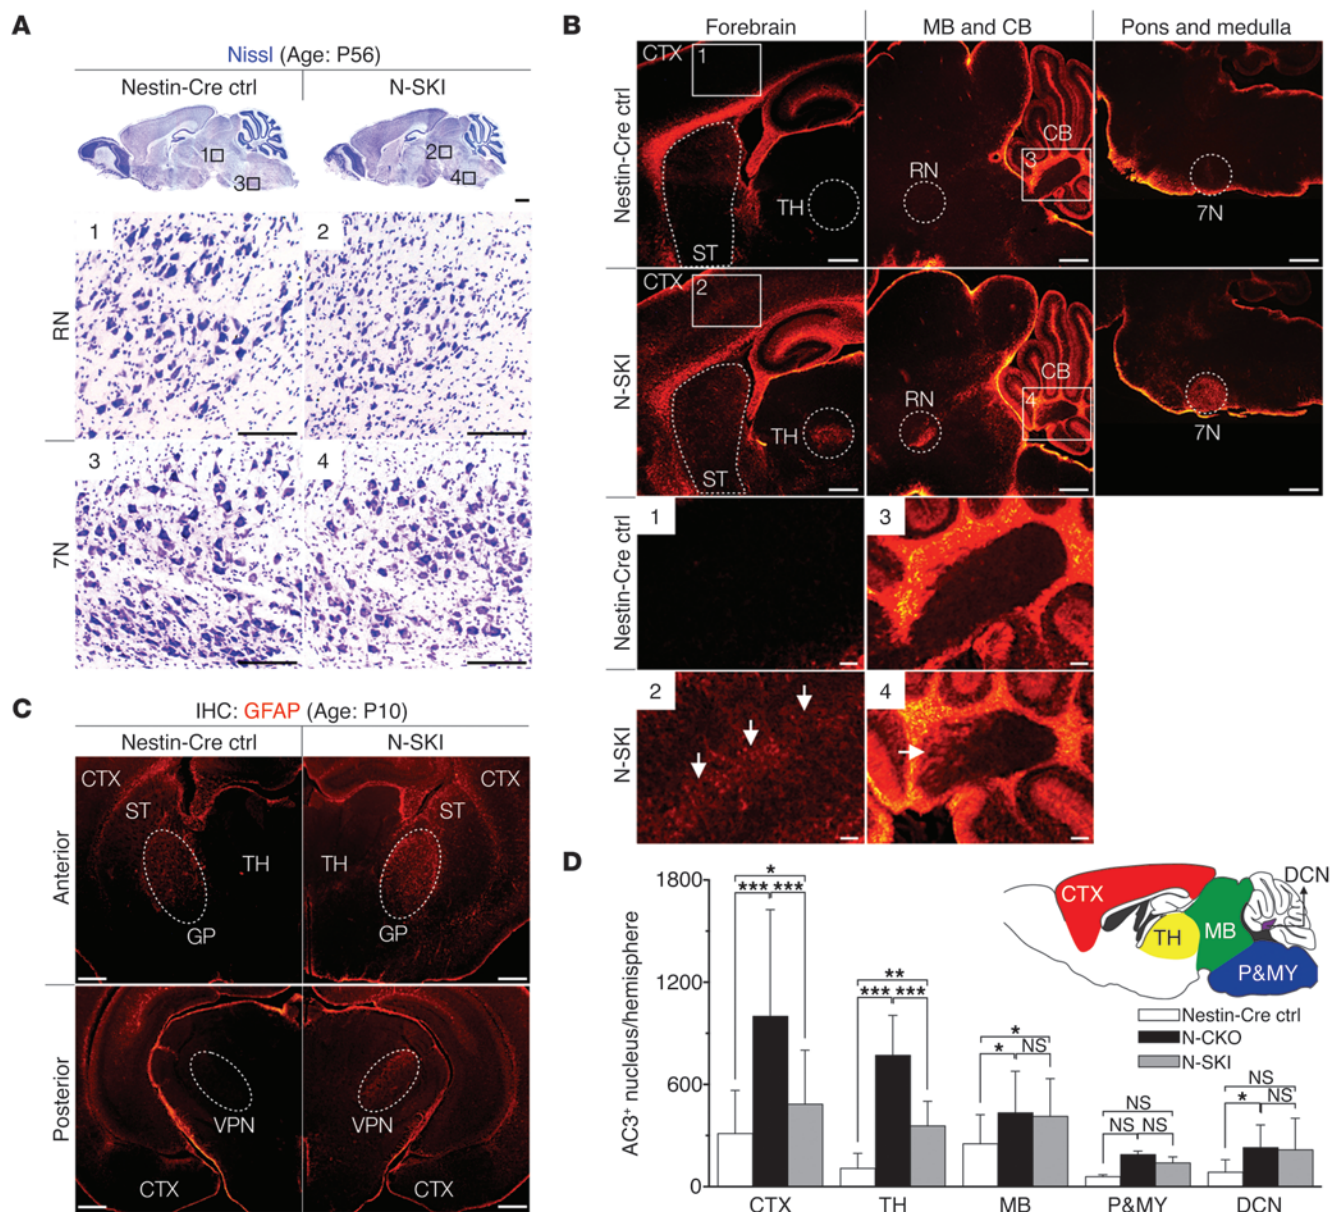 A
Nissl (Age: P56)
Nestin-Cre ctrl
N-SKI
1
2
3
4
RN
1
2
7N
3
4
B
Forebrain
MB and CB
Pons and medulla
Nestin-Cre ctrl
CTX
1
ST
TH
RN
CB
3
7N
N-SKI
CTX
2
ST
TH
RN
CB
4
7N
Nestin-Cre ctrl
1
3
N-SKI
2
4
C
IHC: GFAP (Age: P10)
Nestin-Cre ctrl
N-SKI
Anterior
CTX
ST
TH
GP
CTX
ST
TH
GP
Posterior
VPN
CTX
VPN
CTX
D
AC3⁺ nucleus/hemisphere
1800
1200
600
0
*
*** ***
**
*** ***
*
* NS
NS
NS NS
NS
* NS
CTX
TH
MB
P&MY
DCN
CTX
TH
MB
P&MY
DCN
Nestin-Cre ctrl
N-CKO
N-SKI